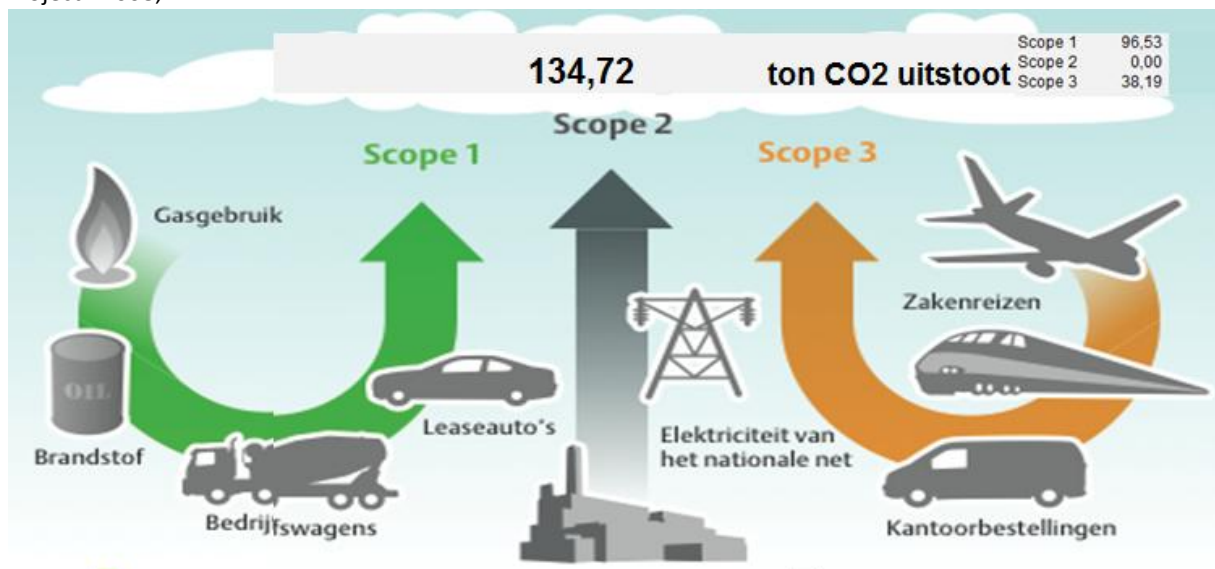 134,72 ton CO2 uitstoot
Scope 1 96,53
Scope 2 0,00
Scope 3 38,19
Scope 1
Scope 2
Scope 3
Gasgebruik
OIL
Brandstof
Bedrijfswagens
Leaseauto's
Elektriciteit van
het nationale net
Zakenreizen
Kantoorbestellingen